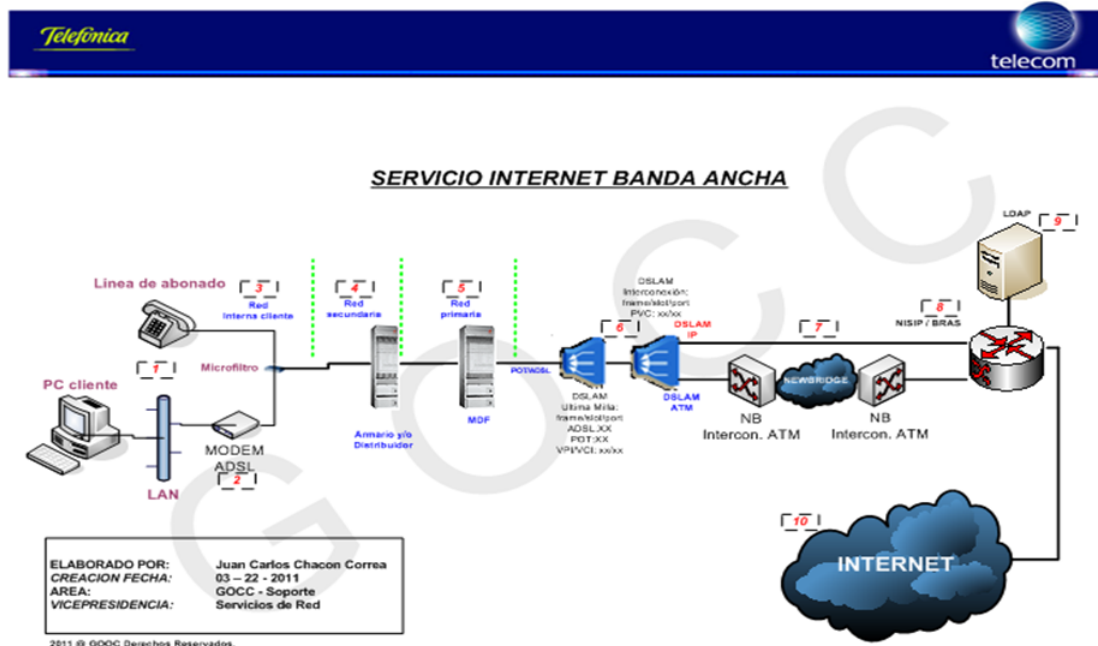 Telefónica
telecom
SERVICIO INTERNET BANDA ANCHA
LDAP
9
Linea de abonado
3
Red
Interna cliente
4
Red
secundaria
5
Red
primaria
DSLAM
Interconexión:
frame/slot/port
PVC: xx/xx
6
DSLAM
IP
7
8
NISIP / BRAS
1
Microfiltro
PC cliente
POT/ADSL
NEWBRIDGE
DSLAM
Ultima Milla:
frame/slot/port
ADSL:XX
POT:XX
VPI/VCI: xx/xx
DSLAM
ATM
NB
Intercon. ATM
NB
Intercon. ATM
MDF
Armario y/o
Distribuidor
MODEM
ADSL
2
LAN
10
INTERNET
GOCC
ELABORADO POR: Juan Carlos Chacon Correa
CREACION FECHA: 03 – 22 - 2011
AREA: GOCC - Soporte
VICEPRESIDENCIA: Servicios de Red
2011 @ GOOC Derechos Reservados.